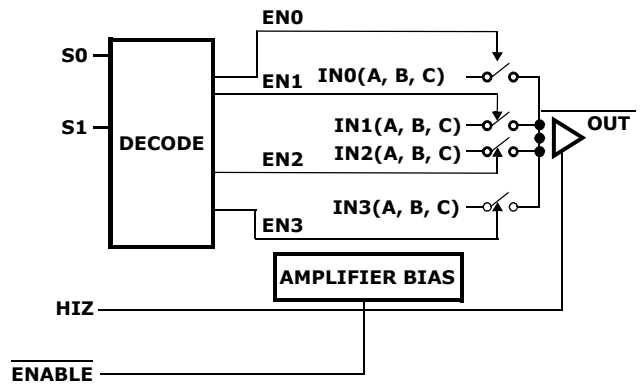 EN0
S0
IN0(A, B, C)
EN1
S1
IN1(A, B, C)
OUT
DECODE
IN2(A, B, C)
EN2
IN3(A, B, C)
EN3
AMPLIFIER BIAS
HIZ
ENABLE